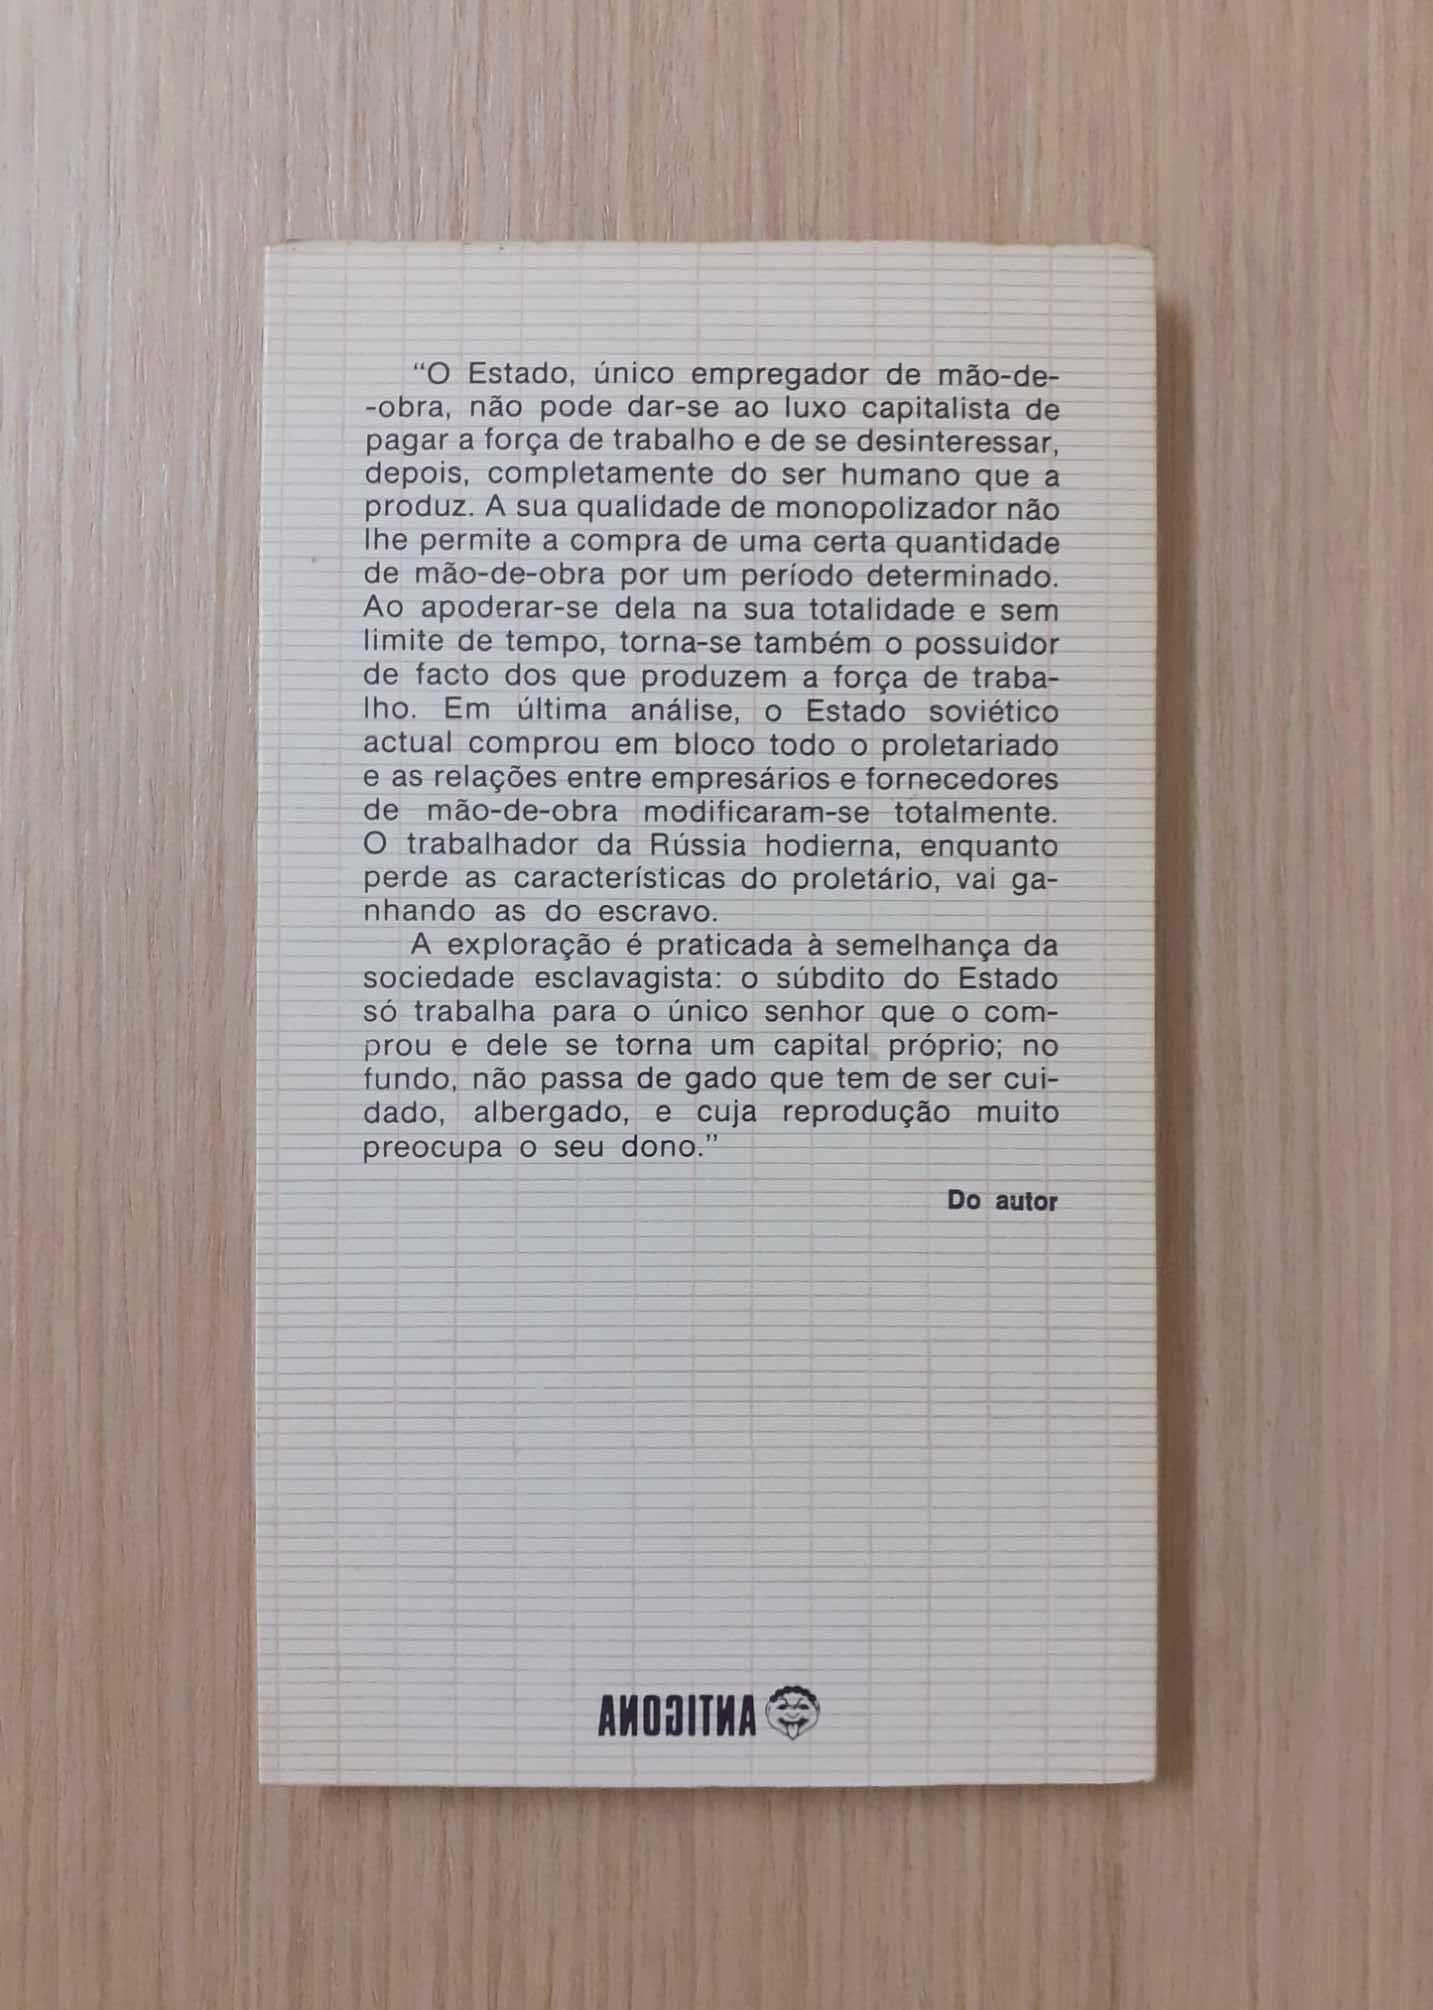 “O Estado, único empregador de mão-de-
-obra, não pode dar-se ao luxo capitalista de
pagar a força de trabalho e de se desinteressar,
depois, completamente do ser humano que a
produz. A sua qualidade de monopolizador não
lhe permite a compra de uma certa quantidade
de mão-de-obra por um período determinado.
Ao apoderar-se dela na sua totalidade e sem
limite de tempo, torna-se também o possuidor
de facto dos que produzem a força de traba-
lho. Em última análise, o Estado soviético
actual comprou em bloco todo o proletariado
e as relações entre empresários e fornecedores
de mão-de-obra modificaram-se totalmente.
O trabalhador da Rússia hodierna, enquanto
perde as características do proletário, vai ga-
nhando as do escravo.
A exploração é praticada à semelhança da
sociedade esclavagista: o súbdito do Estado
só trabalha para o único senhor que o com-
prou e dele se torna um capital próprio; no
fundo, não passa de gado que tem de ser cui-
dado, albergado, e cuja reprodução muito
preocupa o seu dono.”
Do autor
ANTIGONA